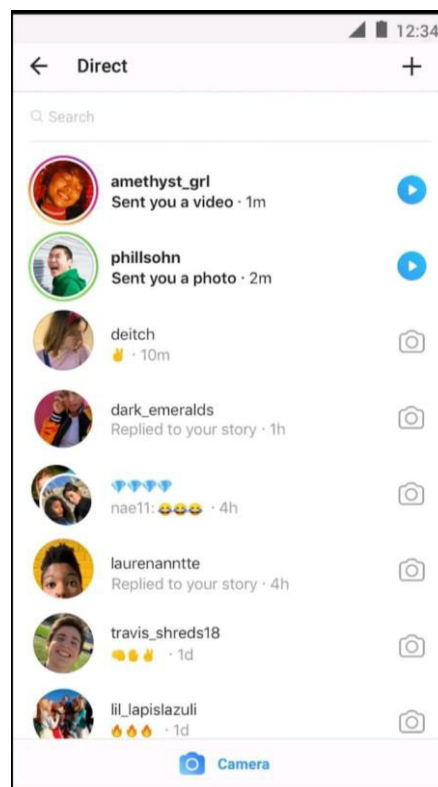 12:34
Direct
Search
amethyst_grl
Sent you a video · 1m
phillsohn
Sent you a photo · 2m
deitch
✌️ · 10m
dark_emeralds
Replied to your story · 1h
💎💎💎💎
nae11: 😂😂😂 · 4h
laurenanntte
Replied to your story · 4h
travis_shreds18
👊✋✌️ · 1d
lil_lapislazuli
🔥🔥🔥 · 1d
Camera